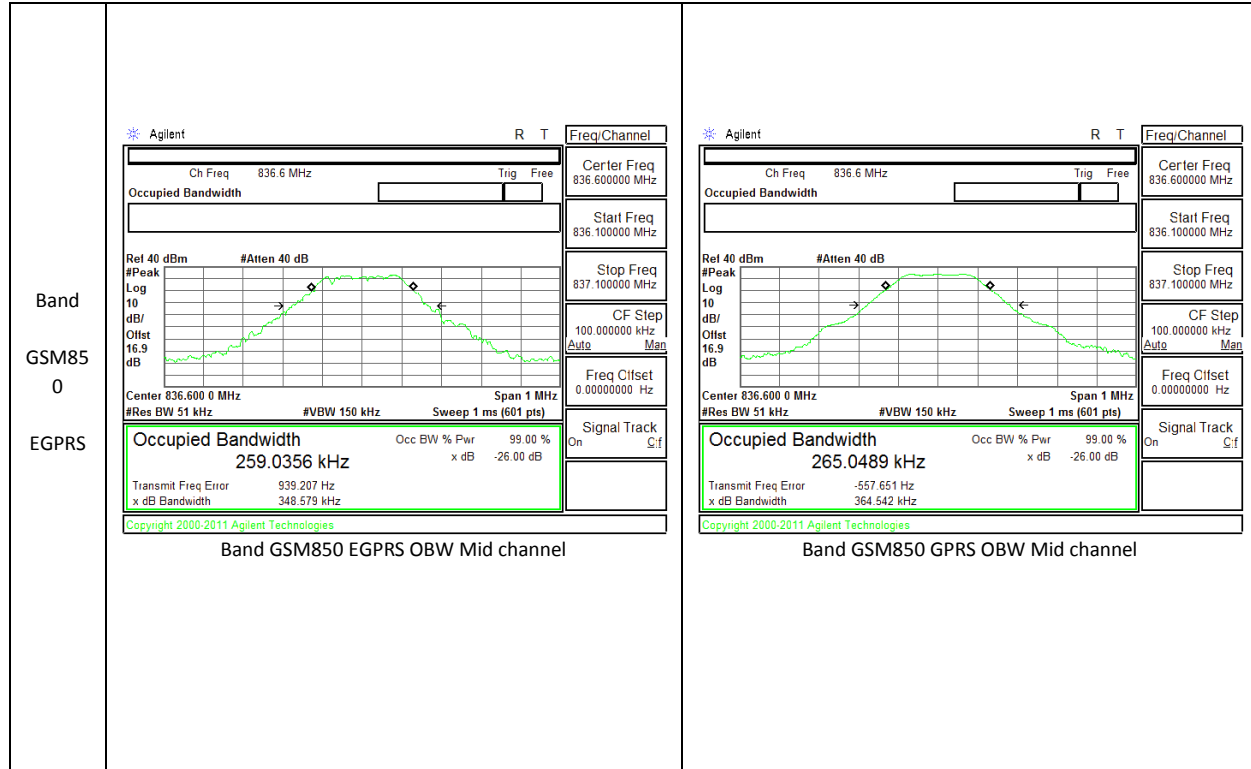 Band
GSM85
0
EGPRS
Agilent R T
Ch Freq 836.6 MHz Trig Free
Occupied Bandwidth
Ref 40 dBm #Atten 40 dB
#Peak
Log
10
dB/
Offst
16.9
dB
Center 836.600 0 MHz Span 1 MHz
#Res BW 51 kHz #VBW 150 kHz Sweep 1 ms (601 pts)
Occupied Bandwidth Occ BW % Pwr 99.00 %
259.0356 kHz x dB -26.00 dB
Transmit Freq Error 939.207 Hz
x dB Bandwidth 348.579 kHz
Copyright 2000-2011 Agilent Technologies
Freq/Channel
Center Freq
836.600000 MHz
Start Freq
836.100000 MHz
Stop Freq
837.100000 MHz
CF Step
100.000000 kHz
Auto Man
Freq Offset
0.00000000 Hz
Signal Track
On Off
Band GSM850 EGPRS OBW Mid channel
Agilent R T
Ch Freq 836.6 MHz Trig Free
Occupied Bandwidth
Ref 40 dBm #Atten 40 dB
#Peak
Log
10
dB/
Offst
16.9
dB
Center 836.600 0 MHz Span 1 MHz
#Res BW 51 kHz #VBW 150 kHz Sweep 1 ms (601 pts)
Occupied Bandwidth Occ BW % Pwr 99.00 %
265.0489 kHz x dB -26.00 dB
Transmit Freq Error -557.651 Hz
x dB Bandwidth 364.542 kHz
Copyright 2000-2011 Agilent Technologies
Freq/Channel
Center Freq
836.600000 MHz
Start Freq
836.100000 MHz
Stop Freq
837.100000 MHz
CF Step
100.000000 kHz
Auto Man
Freq Offset
0.00000000 Hz
Signal Track
On Off
Band GSM850 GPRS OBW Mid channel